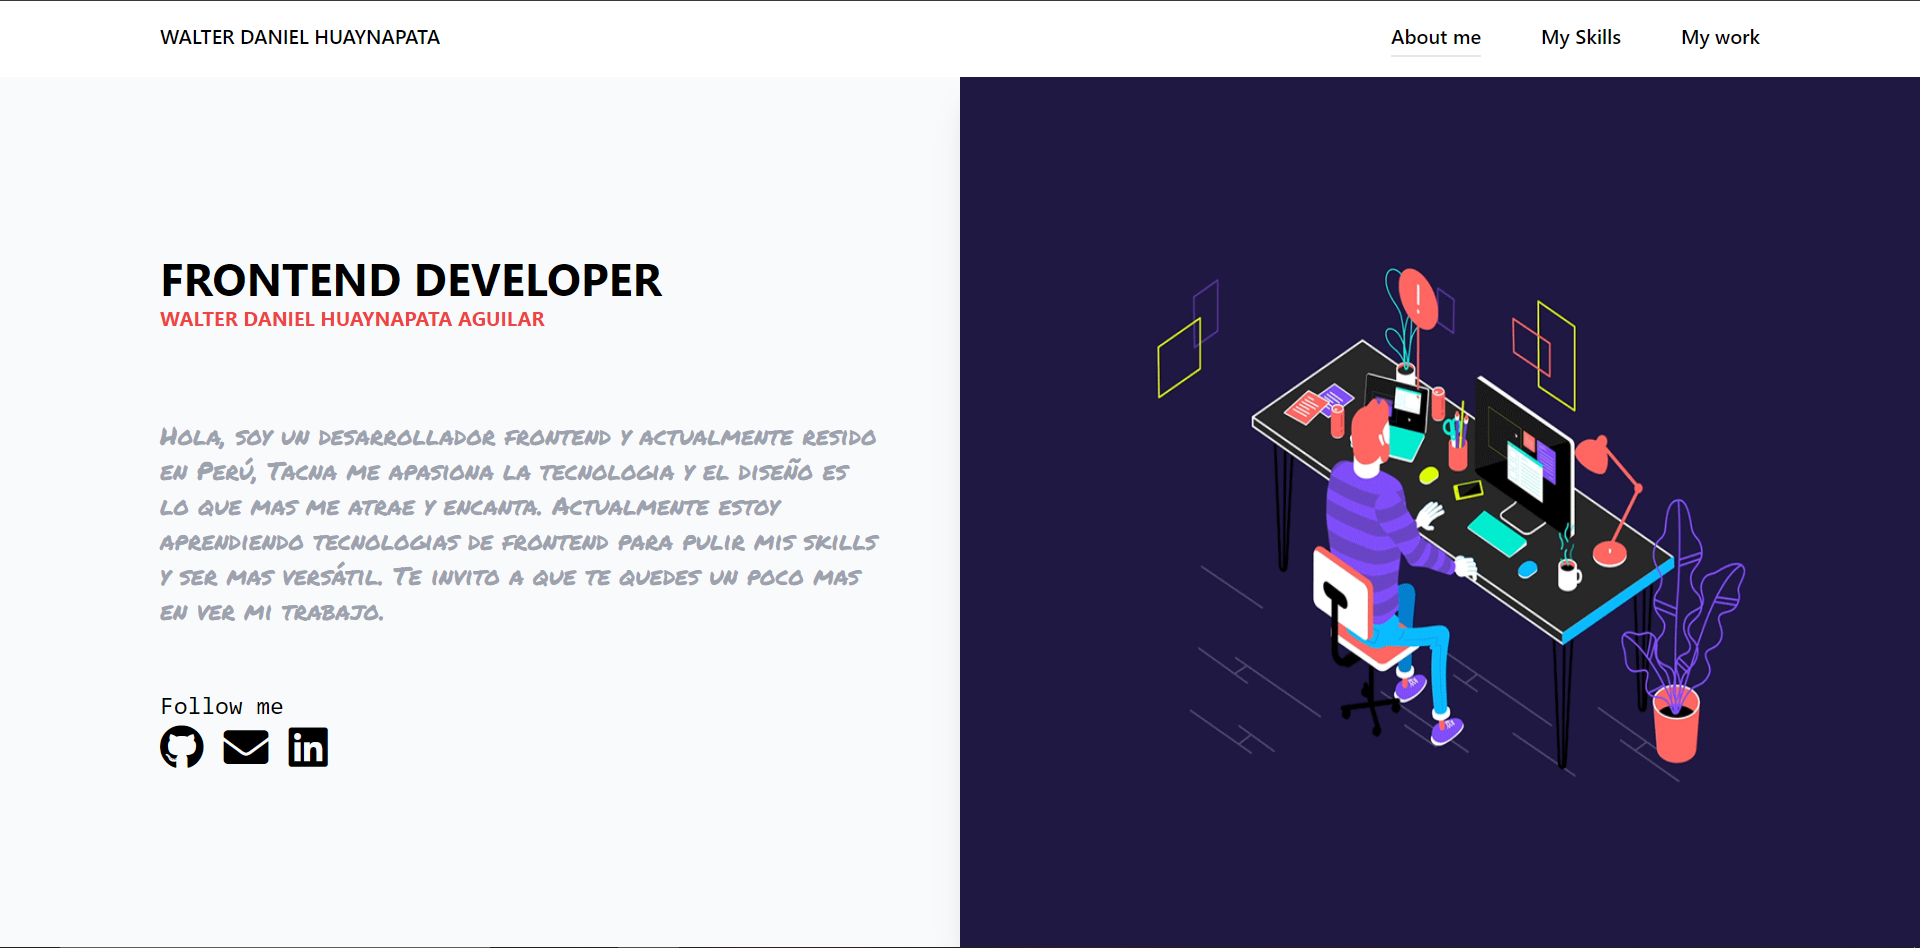 WALTER DANIEL HUAYNAPATA
About me
My Skills
My work
FRONTEND DEVELOPER
WALTER DANIEL HUAYNAPATA AGUILAR
Hola, soy un desarrollador frontend y actualmente resido
en Perú, Tacna me apasiona la tecnologia y el diseño es
lo que mas me atrae y encanta. Actualmente estoy
aprendiendo tecnologias de frontend para pulir mis skills
y ser mas versátil. Te invito a que te quedes un poco mas
en ver mi trabajo.
Follow me